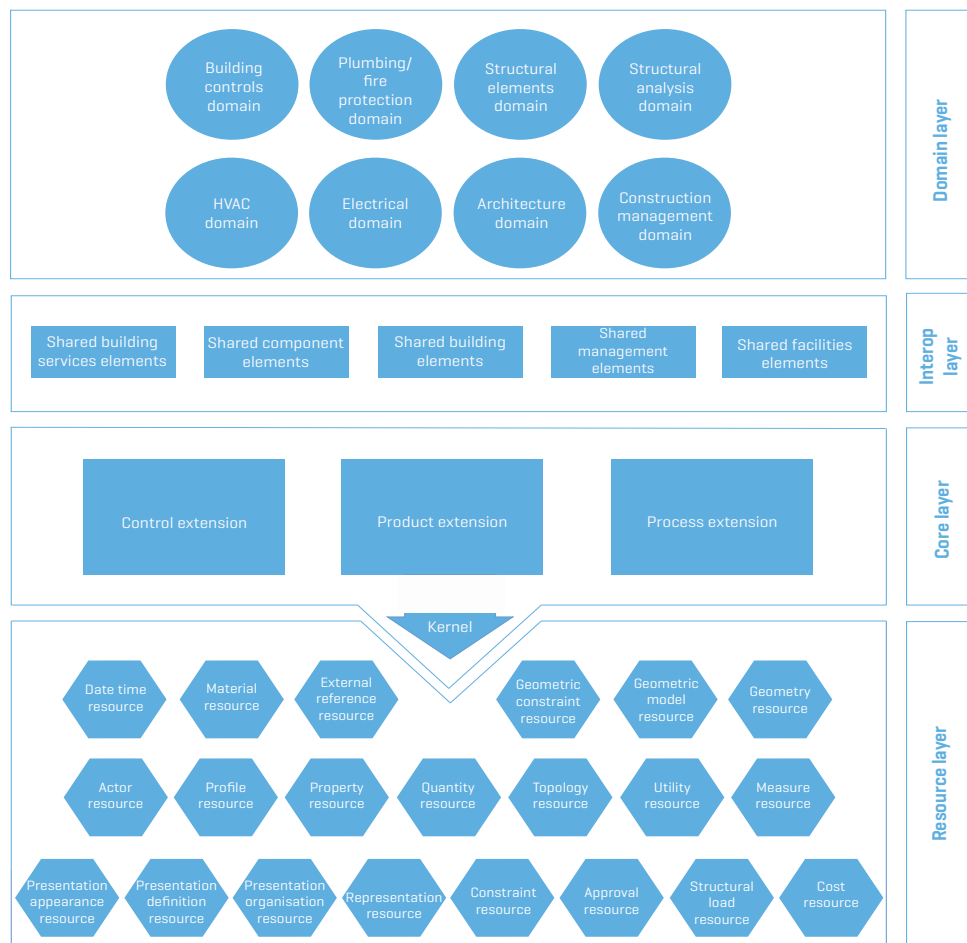 Building
controls
domain
Plumbing/
fire
protection
domain
Structural
elements
domain
Structural
analysis
domain
HVAC
domain
Electrical
domain
Architecture
domain
Construction
management
domain
Domain layer
Shared building
services elements
Shared component
elements
Shared building
elements
Shared
management
elements
Shared facilities
elements
Interop
layer
Control extension
Product extension
Process extension
Core layer
Kernel
Date time
resource
Material
resource
External
reference
resource
Geometric
constraint
resource
Geometric
model
resource
Geometry
resource
Actor
resource
Profile
resource
Property
resource
Quantity
resource
Topology
resource
Utility
resource
Measure
resource
Presentation
appearance
resource
Presentation
definition
resource
Presentation
organisation
resource
Representation
resource
Constraint
resource
Approval
resource
Structural
load
resource
Cost
resource
Resource layer